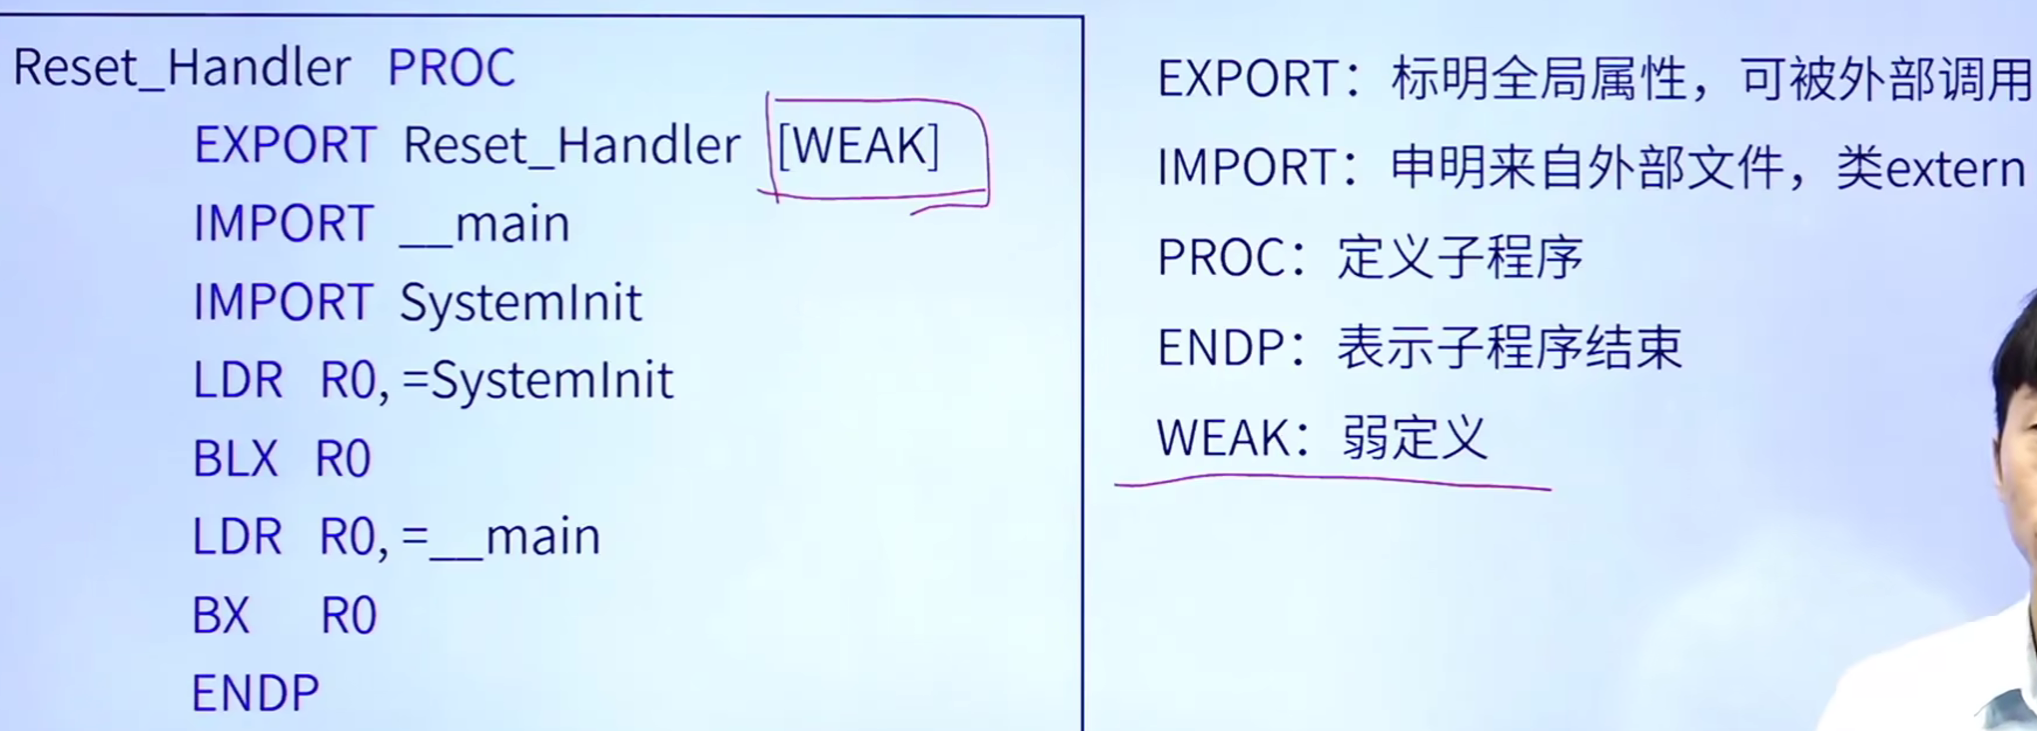 Reset_Handler PROC
EXPORT Reset_Handler [WEAK]
IMPORT __main
IMPORT SystemInit
LDR R0, =SystemInit
BLX R0
LDR R0, =__main
BX R0
ENDP
EXPORT：标明全局属性，可被外部调用
IMPORT：申明来自外部文件，类extern
PROC：定义子程序
ENDP：表示子程序结束
WEAK：弱定义